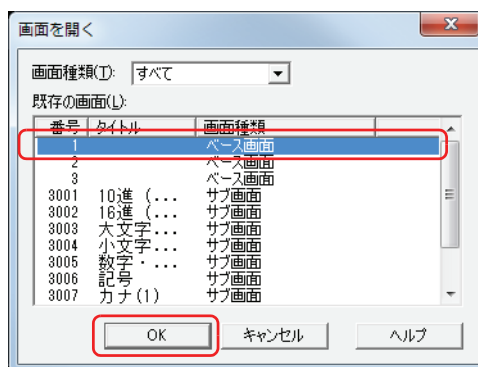 画面を開く
画面種類(T): すべて
既存の画面(L):
番号 タイトル 画面種類
1 ベース画面
2 ベース画面
3 ベース画面
3001 10進 (... サブ画面
3002 16進 (... サブ画面
3003 大文字... サブ画面
3004 小文字... サブ画面
3005 数字・... サブ画面
3006 記号 サブ画面
3007 カナ(1) サブ画面
OK キャンセル ヘルプ